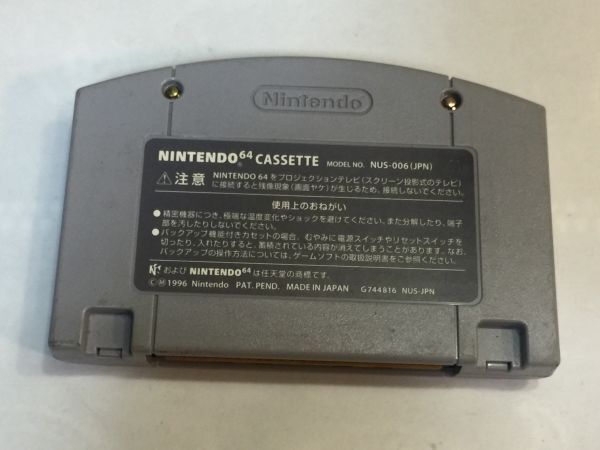 Nintendo
NINTENDO64 CASSETTE MODEL NO. NUS-006(JPN)
⚠注意 NINTENDO 64 をプロジェクションテレビ(スクリーン投影式のテレビ)
に接続すると残像現象(画面ヤケ)が生じるため、接続しないでください。
使用上のおねがい
●精密機器につき、極端な温度変化やショックを避けてください。また分解したり、端子
部を汚したりしないでください。
●バックアップ機能付きカセットの場合、むやみに電源スイッチやリセットスイッチを
切ったり、入れたりすると、蓄積されている内容が消えてしまうことがあります。なお、
バックアップの操作方法については、ゲームソフトの取扱説明書をご参照ください。
および NINTENDO64 は任天堂の商標です。
©Ⓜ1996 Nintendo PAT. PEND. MADE IN JAPAN G744816 NUS-JPN